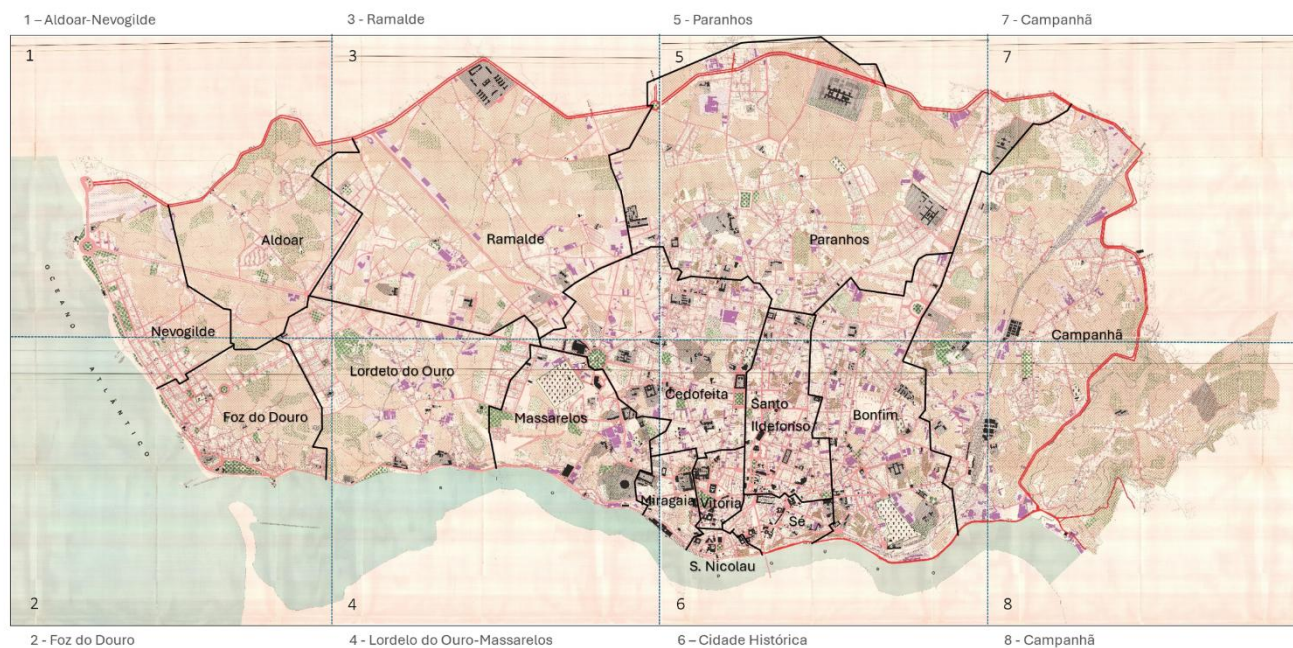 1 – Aldoar-Nevogilde
3 - Ramalde
5 - Paranhos
7 - Campanhã
1
3
5
7
Aldoar
Ramalde
Paranhos
OCEANO ATLÂNTICO
Nevogilde
Campanhã
Lordelo do Ouro
Cedofeita
Santo
Ildefonso
Foz do Douro
Massarelos
Bonfim
Miragaia
Vitória
Sé
S. Nicolau
2
4
6
8
2 - Foz do Douro
4 - Lordelo do Ouro-Massarelos
6 – Cidade Histórica
8 - Campanhã